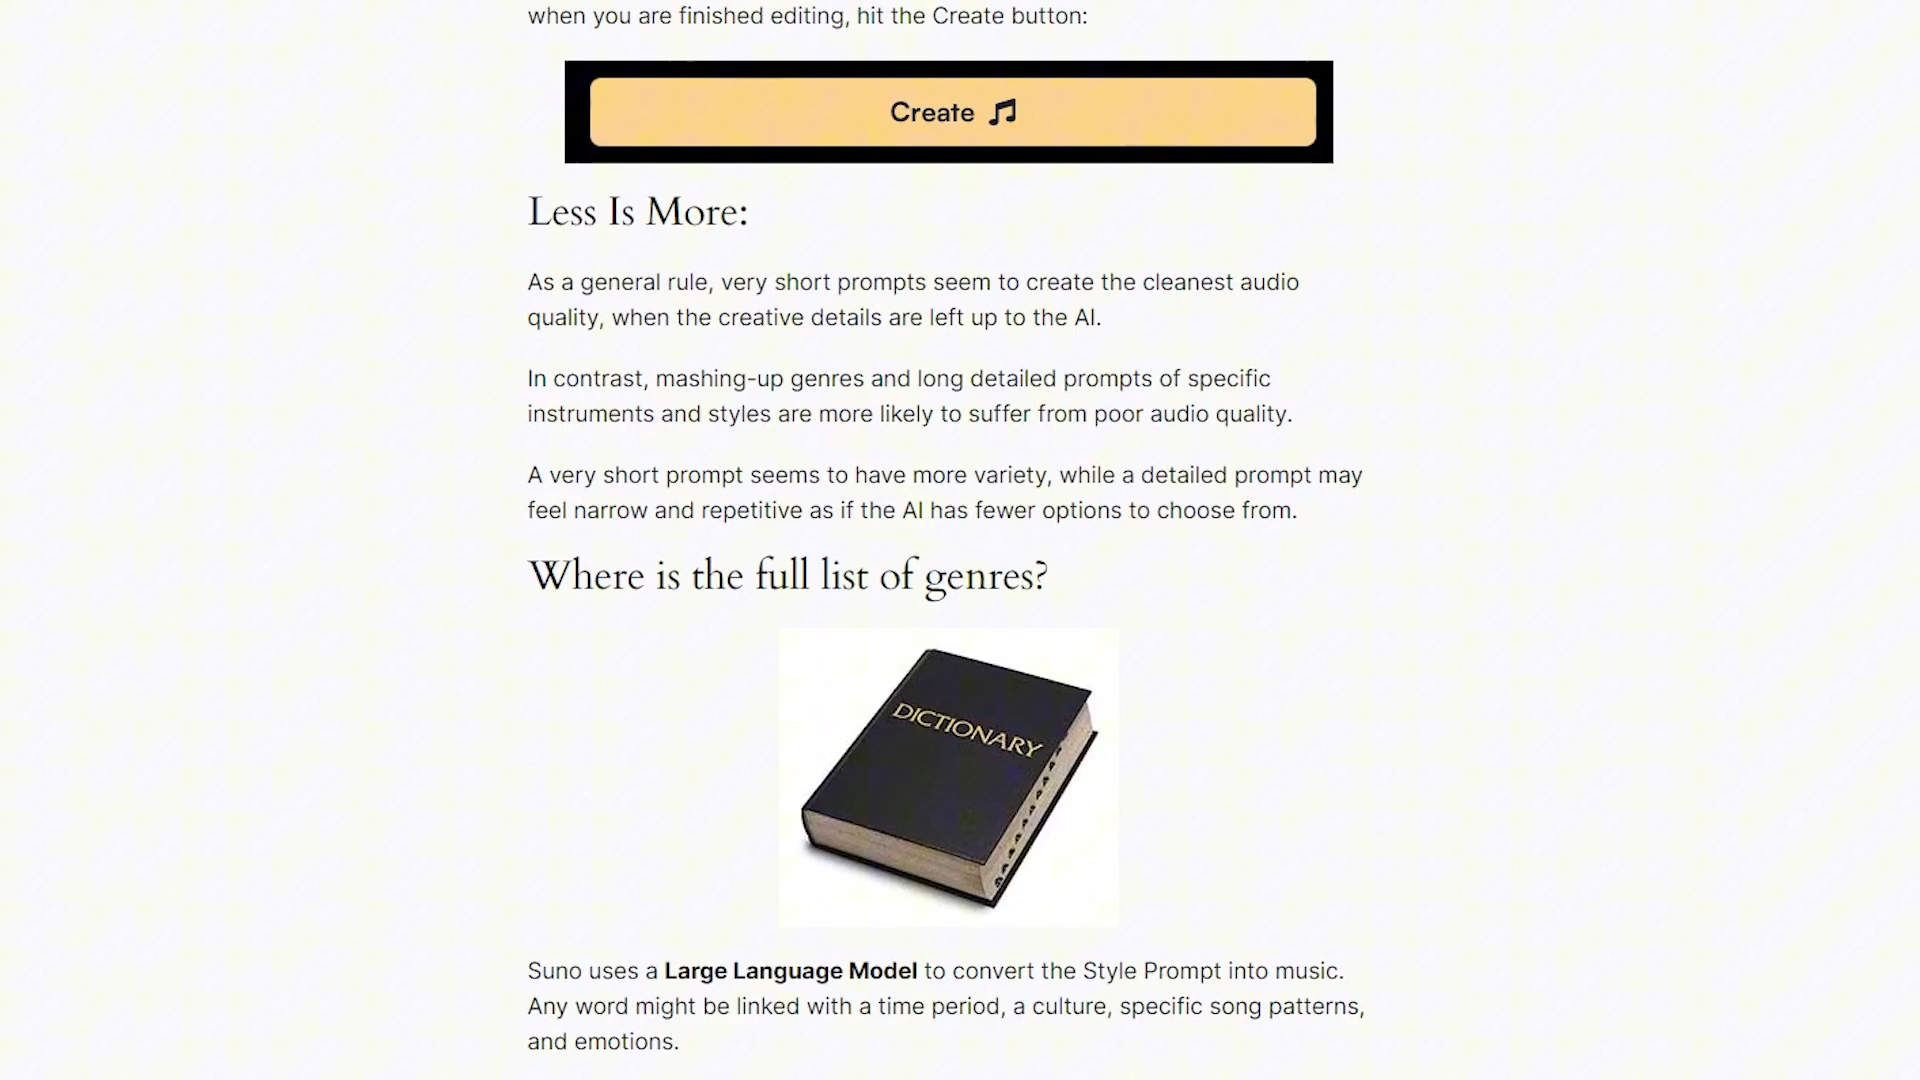 when you are finished editing, hit the Create button:
Create
Less Is More:
As a general rule, very short prompts seem to create the cleanest audio
quality, when the creative details are left up to the AI.
In contrast, mashing-up genres and long detailed prompts of specific
instruments and styles are more likely to suffer from poor audio quality.
A very short prompt seems to have more variety, while a detailed prompt may
feel narrow and repetitive as if the AI has fewer options to choose from.
Where is the full list of genres?
DICTIONARY
Suno uses a Large Language Model to convert the Style Prompt into music.
Any word might be linked with a time period, a culture, specific song patterns,
and emotions.